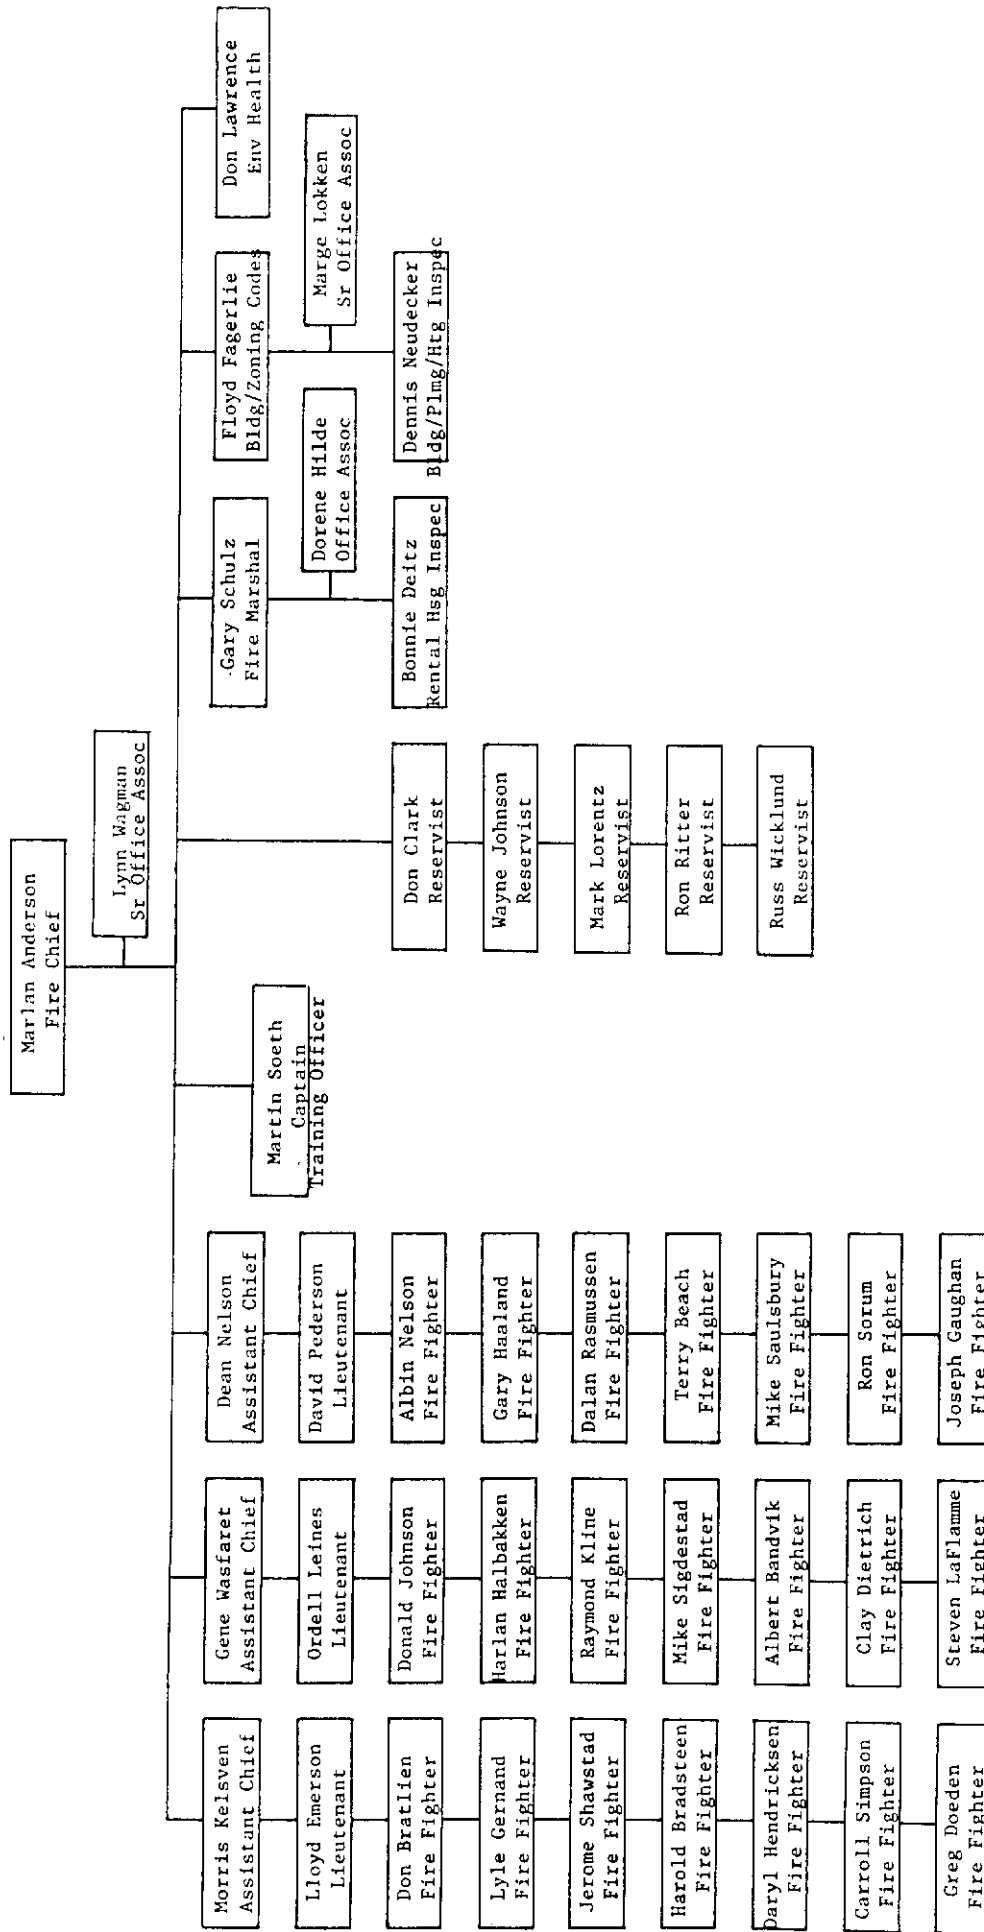 Marlan Anderson
Fire Chief
Lynn Wagman
Sr Office Assoc
Morris Kelsven
Assistant Chief
Lloyd Emerson
Lieutenant
Don Bratlien
Fire Fighter
Lyle Gernand
Fire Fighter
Jerome Shawstad
Fire Fighter
Harold Bradsteen
Fire Fighter
Daryl Hendricksen
Fire Fighter
Carroll Simpson
Fire Fighter
Greg Doeden
Fire Fighter
Gene Wasfaret
Assistant Chief
Ordell Leines
Lieutenant
Donald Johnson
Fire Fighter
Harlan Halbakken
Fire Fighter
Raymond Kline
Fire Fighter
Mike Sigdestad
Fire Fighter
Albert Bandvik
Fire Fighter
Clay Dietrich
Fire Fighter
Steven LaFlamme
Fire Fighter
Dean Nelson
Assistant Chief
David Pederson
Lieutenant
Albin Nelson
Fire Fighter
Gary Haaland
Fire Fighter
Dalan Rasmussen
Fire Fighter
Terry Beach
Fire Fighter
Mike Saulsbury
Fire Fighter
Ron Sorum
Fire Fighter
Joseph Gaughan
Fire Fighter
Martin Soeth
Captain
Training Officer
Don Clark
Reservist
Wayne Johnson
Reservist
Mark Lorentz
Reservist
Ron Ritter
Reservist
Russ Wicklund
Reservist
Gary Schulz
Fire Marshal
Dorene Hilde
Office Assoc
Bonnie Deitz
Rental Hsg Inspec
Floyd Fagerlie
Bldg/Zoning Codes
Marge Lokken
Sr Office Assoc
Dennis Neudecker
Bldg/Plmg/Htg Inspec
Don Lawrence
Env Health